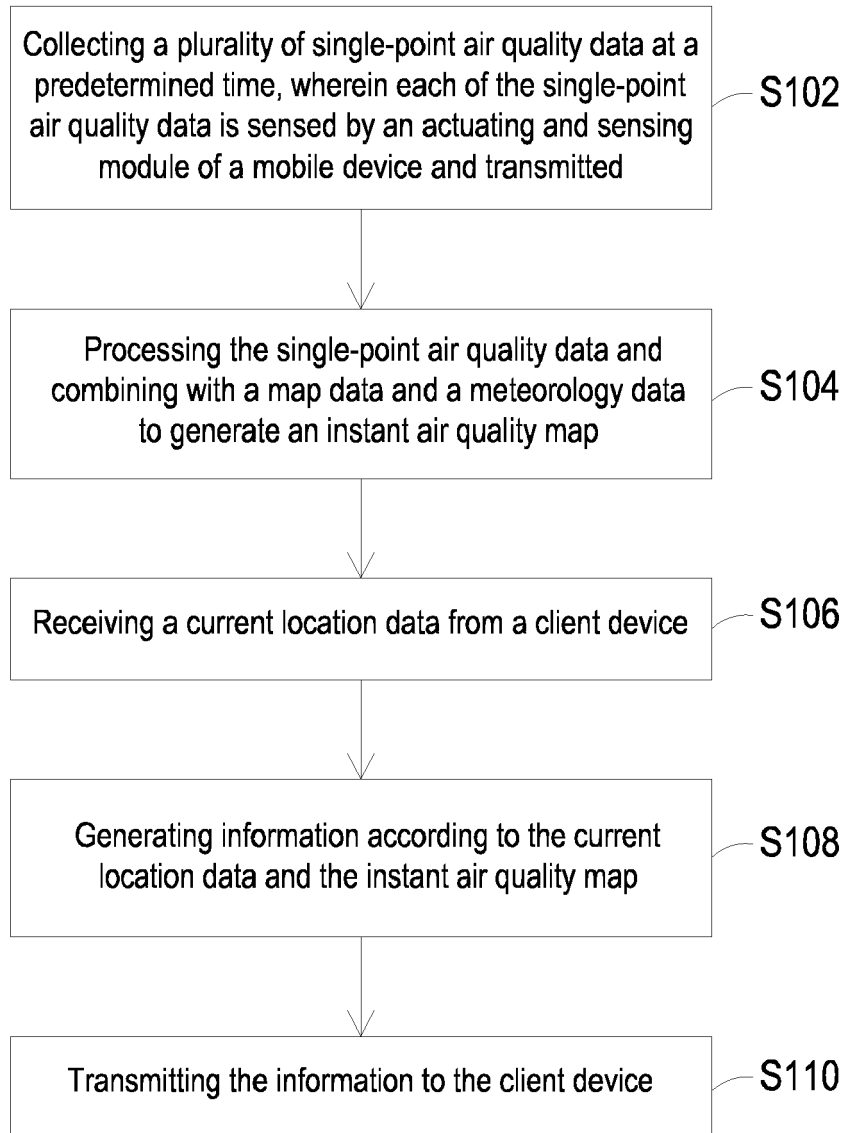 Collecting a plurality of single-point air quality data at a
predetermined time, wherein each of the single-point
air quality data is sensed by an actuating and sensing
module of a mobile device and transmitted
S102
Processing the single-point air quality data and
combining with a map data and a meteorology data
to generate an instant air quality map
S104
Receiving a current location data from a client device
S106
Generating information according to the current
location data and the instant air quality map
S108
Transmitting the information to the client device
S110